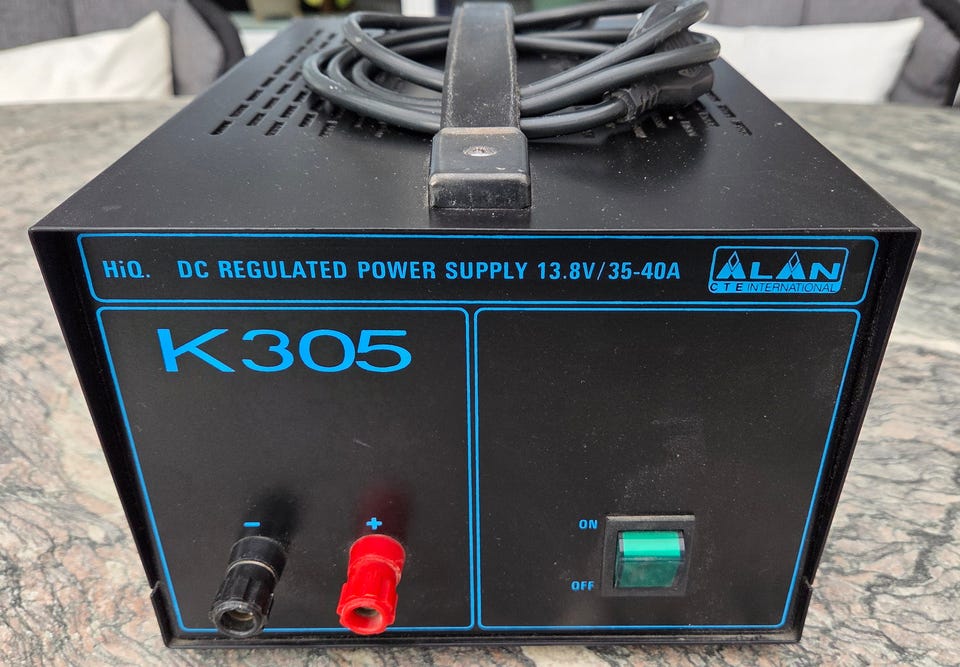 HiQ. DC REGULATED POWER SUPPLY 13.8V/35-40A
ALAN
CTE INTERNATIONAL
K305
- +
ON
OFF